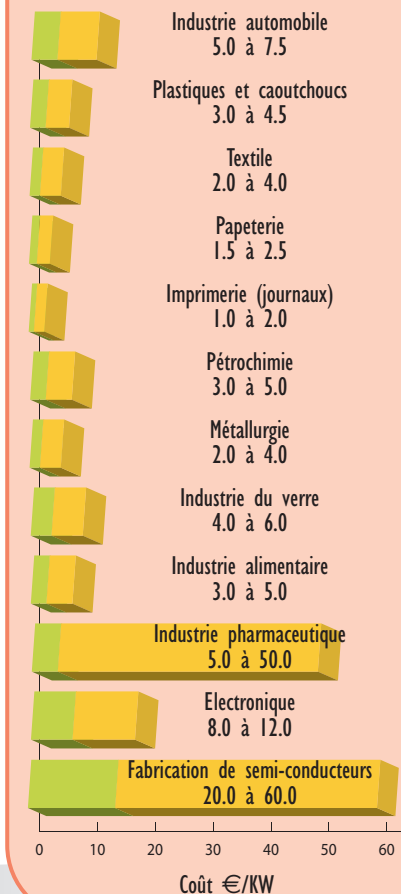 Industrie automobile
5.0 à 7.5
Plastiques et caoutchoucs
3.0 à 4.5
Textile
2.0 à 4.0
Papeterie
1.5 à 2.5
Imprimerie (journaux)
1.0 à 2.0
Pétrochimie
3.0 à 5.0
Métallurgie
2.0 à 4.0
Industrie du verre
4.0 à 6.0
Industrie alimentaire
3.0 à 5.0
Industrie pharmaceutique
5.0 à 50.0
Electronique
8.0 à 12.0
Fabrication de semi-conducteurs
20.0 à 60.0
0 10 20 30 40 50 60
Coût €/KW